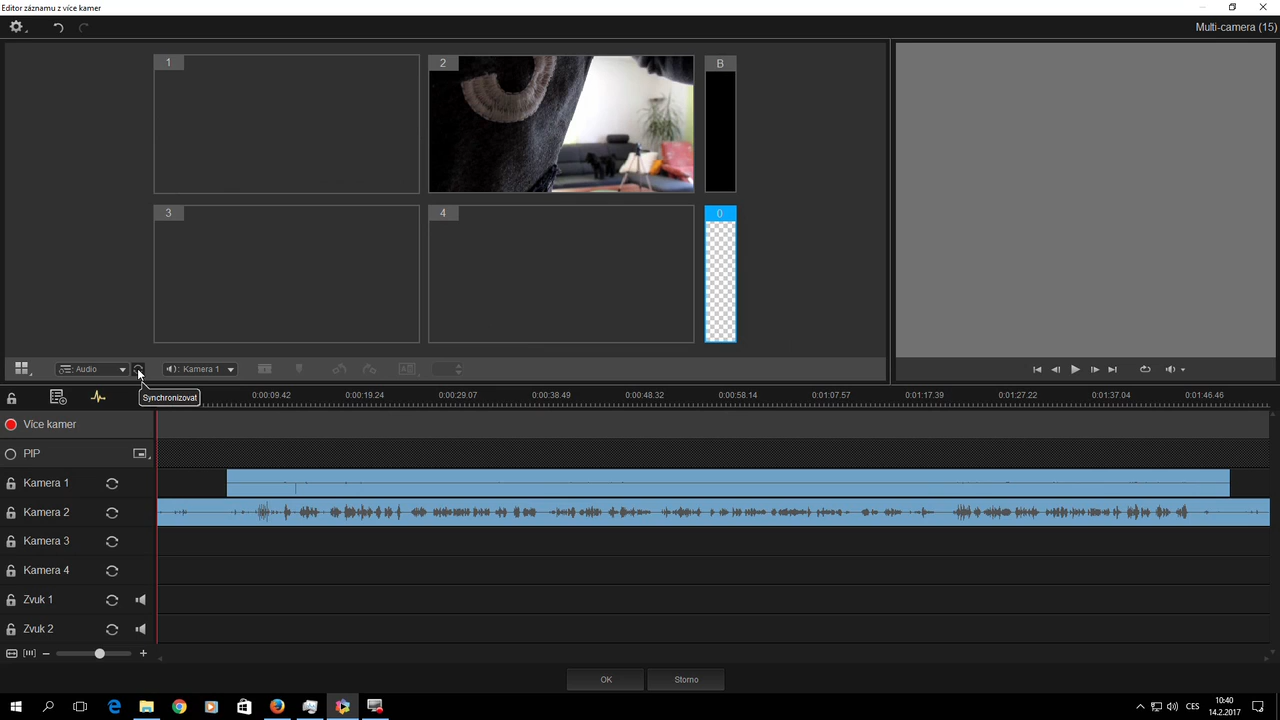 Editor záznamu z více kamer
Multi-camera (15)
1
2
B
3
4
0
Audio
Kamera 1
Synchronizovat
0:00:09.42
0:00:19.24
0:00:29.07
0:00:38.49
0:00:48.32
0:00:58.14
0:01:07.57
0:01:17.39
0:01:27.22
0:01:37.04
0:01:46.46
Více kamer
PIP
Kamera 1
Kamera 2
Kamera 3
Kamera 4
Zvuk 1
Zvuk 2
OK
Storno
CES
10:40
14.2.2017